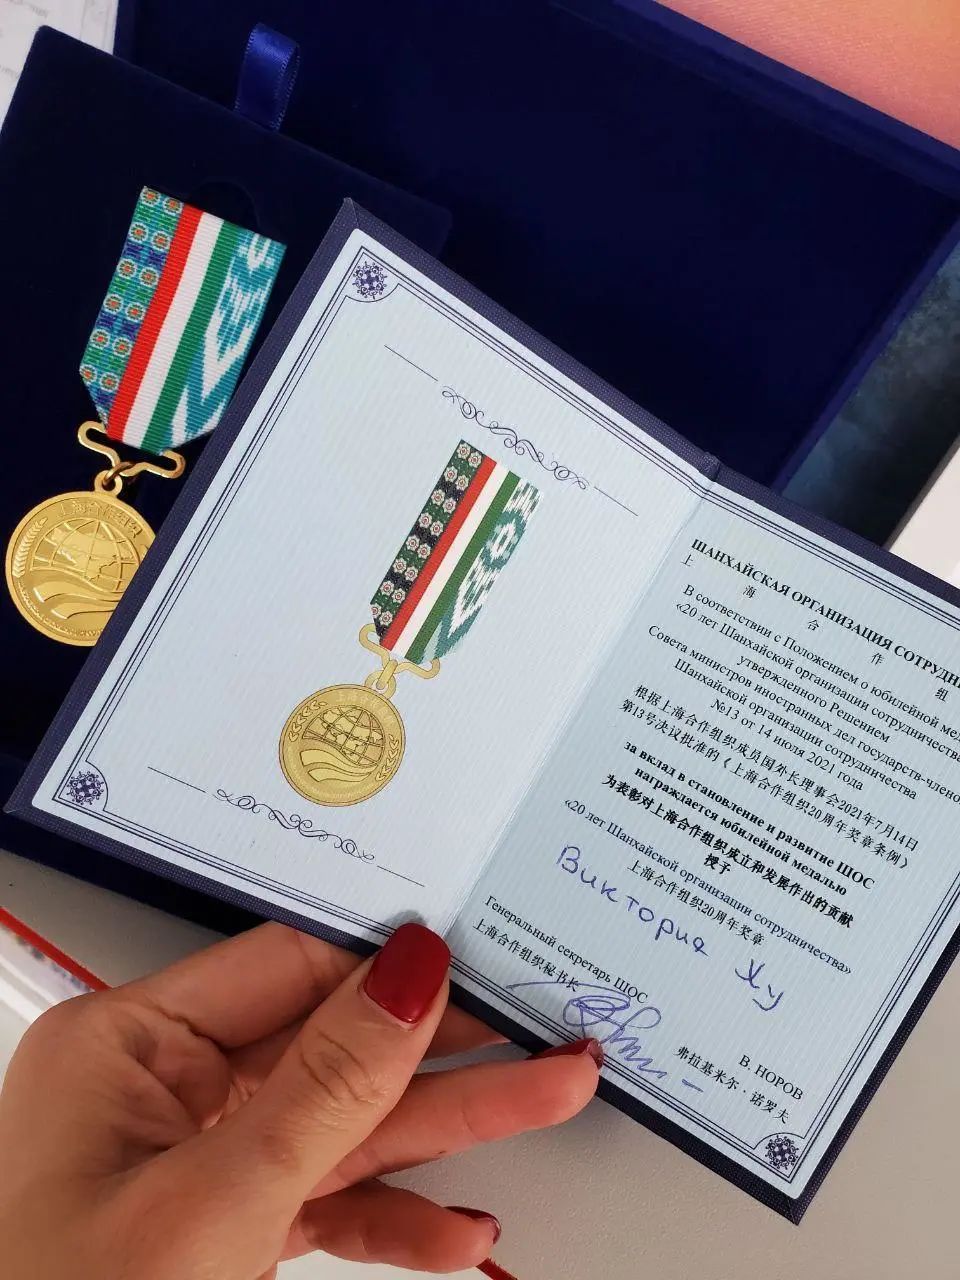 上海合作组织
ШАНХАЙСКАЯ ОРГАНИЗАЦИЯ
上 海 合 作 组
В соответствии с Положением о юбилейной
«20 лет Шанхайской организации сотрудничества
утвержденного Решением
Совета министров иностранных дел
Шанхайской организации сотрудничества
№13 от 14 июля 2021 года
根据上海合作组织成员国外长理事会2021年7月14日
第13号决议批准的《上海合作组织20周年奖章条例》
за вклад в становление и развитие ШОС
награждается юбилейной медалью
为表彰对上海合作组织成立和发展作出的贡献
授予
«20 лет Шанхайской организации сотрудничества»
上海合作组织20周年奖章
Виктория Ху
Генеральный секретарь ШОС
上海合作组织秘书长
В. НОРОВ
弗拉基米尔·诺罗夫